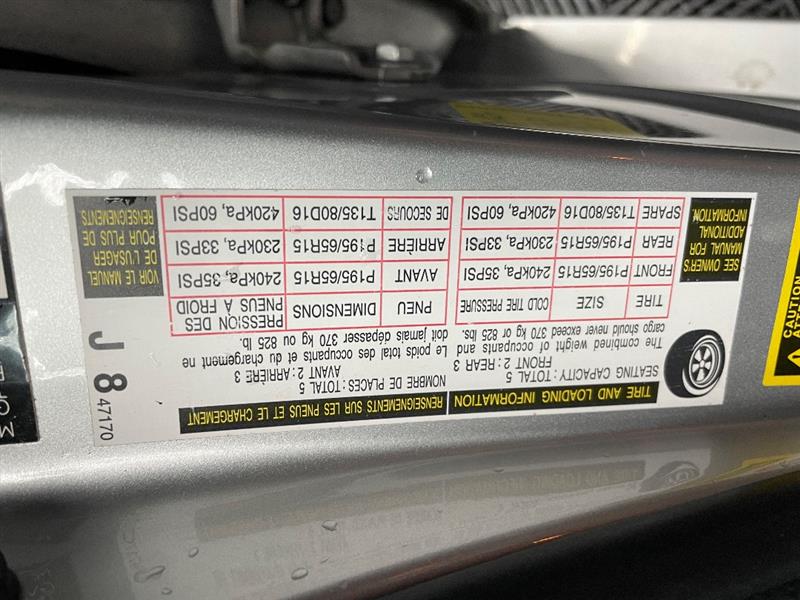 TIRE AND LOADING INFORMATION
RENSEIGNEMENTS SUR LES PNEUS ET LE CHARGEMENT
SEATING CAPACITY : TOTAL 5
FRONT 2 : REAR 3
NOMBRE DE PLACES : TOTAL 5
AVANT 2 : ARRIÈRE 3
The combined weight of occupants and
cargo should never exceed 370 kg or 825 lbs.
Le poids total des occupants et du chargement ne
doit jamais dépasser 370 kg ou 825 lb.
TIRE SIZE COLD TIRE PRESSURE
FRONT P195/65R15 240kPa, 35PSI
REAR P195/65R15 230kPa, 33PSI
SPARE T135/80D16 420kPa, 60PSI
SEE OWNER'S
MANUAL FOR
ADDITIONAL
INFORMATION.
PNEU DIMENSIONS PRESSION DES
PNEUS À FROID
AVANT P195/65R15 240kPa, 35PSI
ARRIÈRE P195/65R15 230kPa, 33PSI
DE SECOURS T135/80D16 420kPa, 60PSI
VOIR LE MANUEL
DE L'USAGER
POUR PLUS DE
RENSEIGNEMENTS
J 8 47170
CAUTION